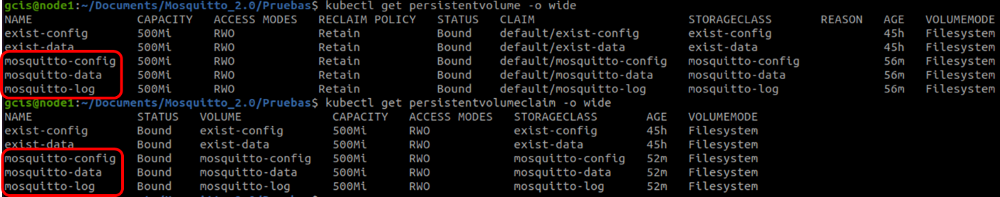 gcis@node1:~/Documents/Mosquitto_2.0/Pruebas$ kubectl get persistentvolume -o wide
NAME CAPACITY ACCESS MODES RECLAIM POLICY STATUS CLAIM STORAGECLASS REASON AGE VOLUMEMODE
exist-config 500Mi RWO Retain Bound default/exist-config exist-config 45h Filesystem
exist-data 500Mi RWO Retain Bound default/exist-data exist-data 45h Filesystem
mosquitto-config 500Mi RWO Retain Bound default/mosquitto-config mosquitto-config 56m Filesystem
mosquitto-data 500Mi RWO Retain Bound default/mosquitto-data mosquitto-data 56m Filesystem
mosquitto-log 500Mi RWO Retain Bound default/mosquitto-log mosquitto-log 56m Filesystem
gcis@node1:~/Documents/Mosquitto_2.0/Pruebas$ kubectl get persistentvolumeclaim -o wide
NAME STATUS VOLUME CAPACITY ACCESS MODES STORAGECLASS AGE VOLUMEMODE
exist-config Bound exist-config 500Mi RWO exist-config 45h Filesystem
exist-data Bound exist-data 500Mi RWO exist-data 45h Filesystem
mosquitto-config Bound mosquitto-config 500Mi RWO mosquitto-config 52m Filesystem
mosquitto-data Bound mosquitto-data 500Mi RWO mosquitto-data 52m Filesystem
mosquitto-log Bound mosquitto-log 500Mi RWO mosquitto-log 52m Filesystem